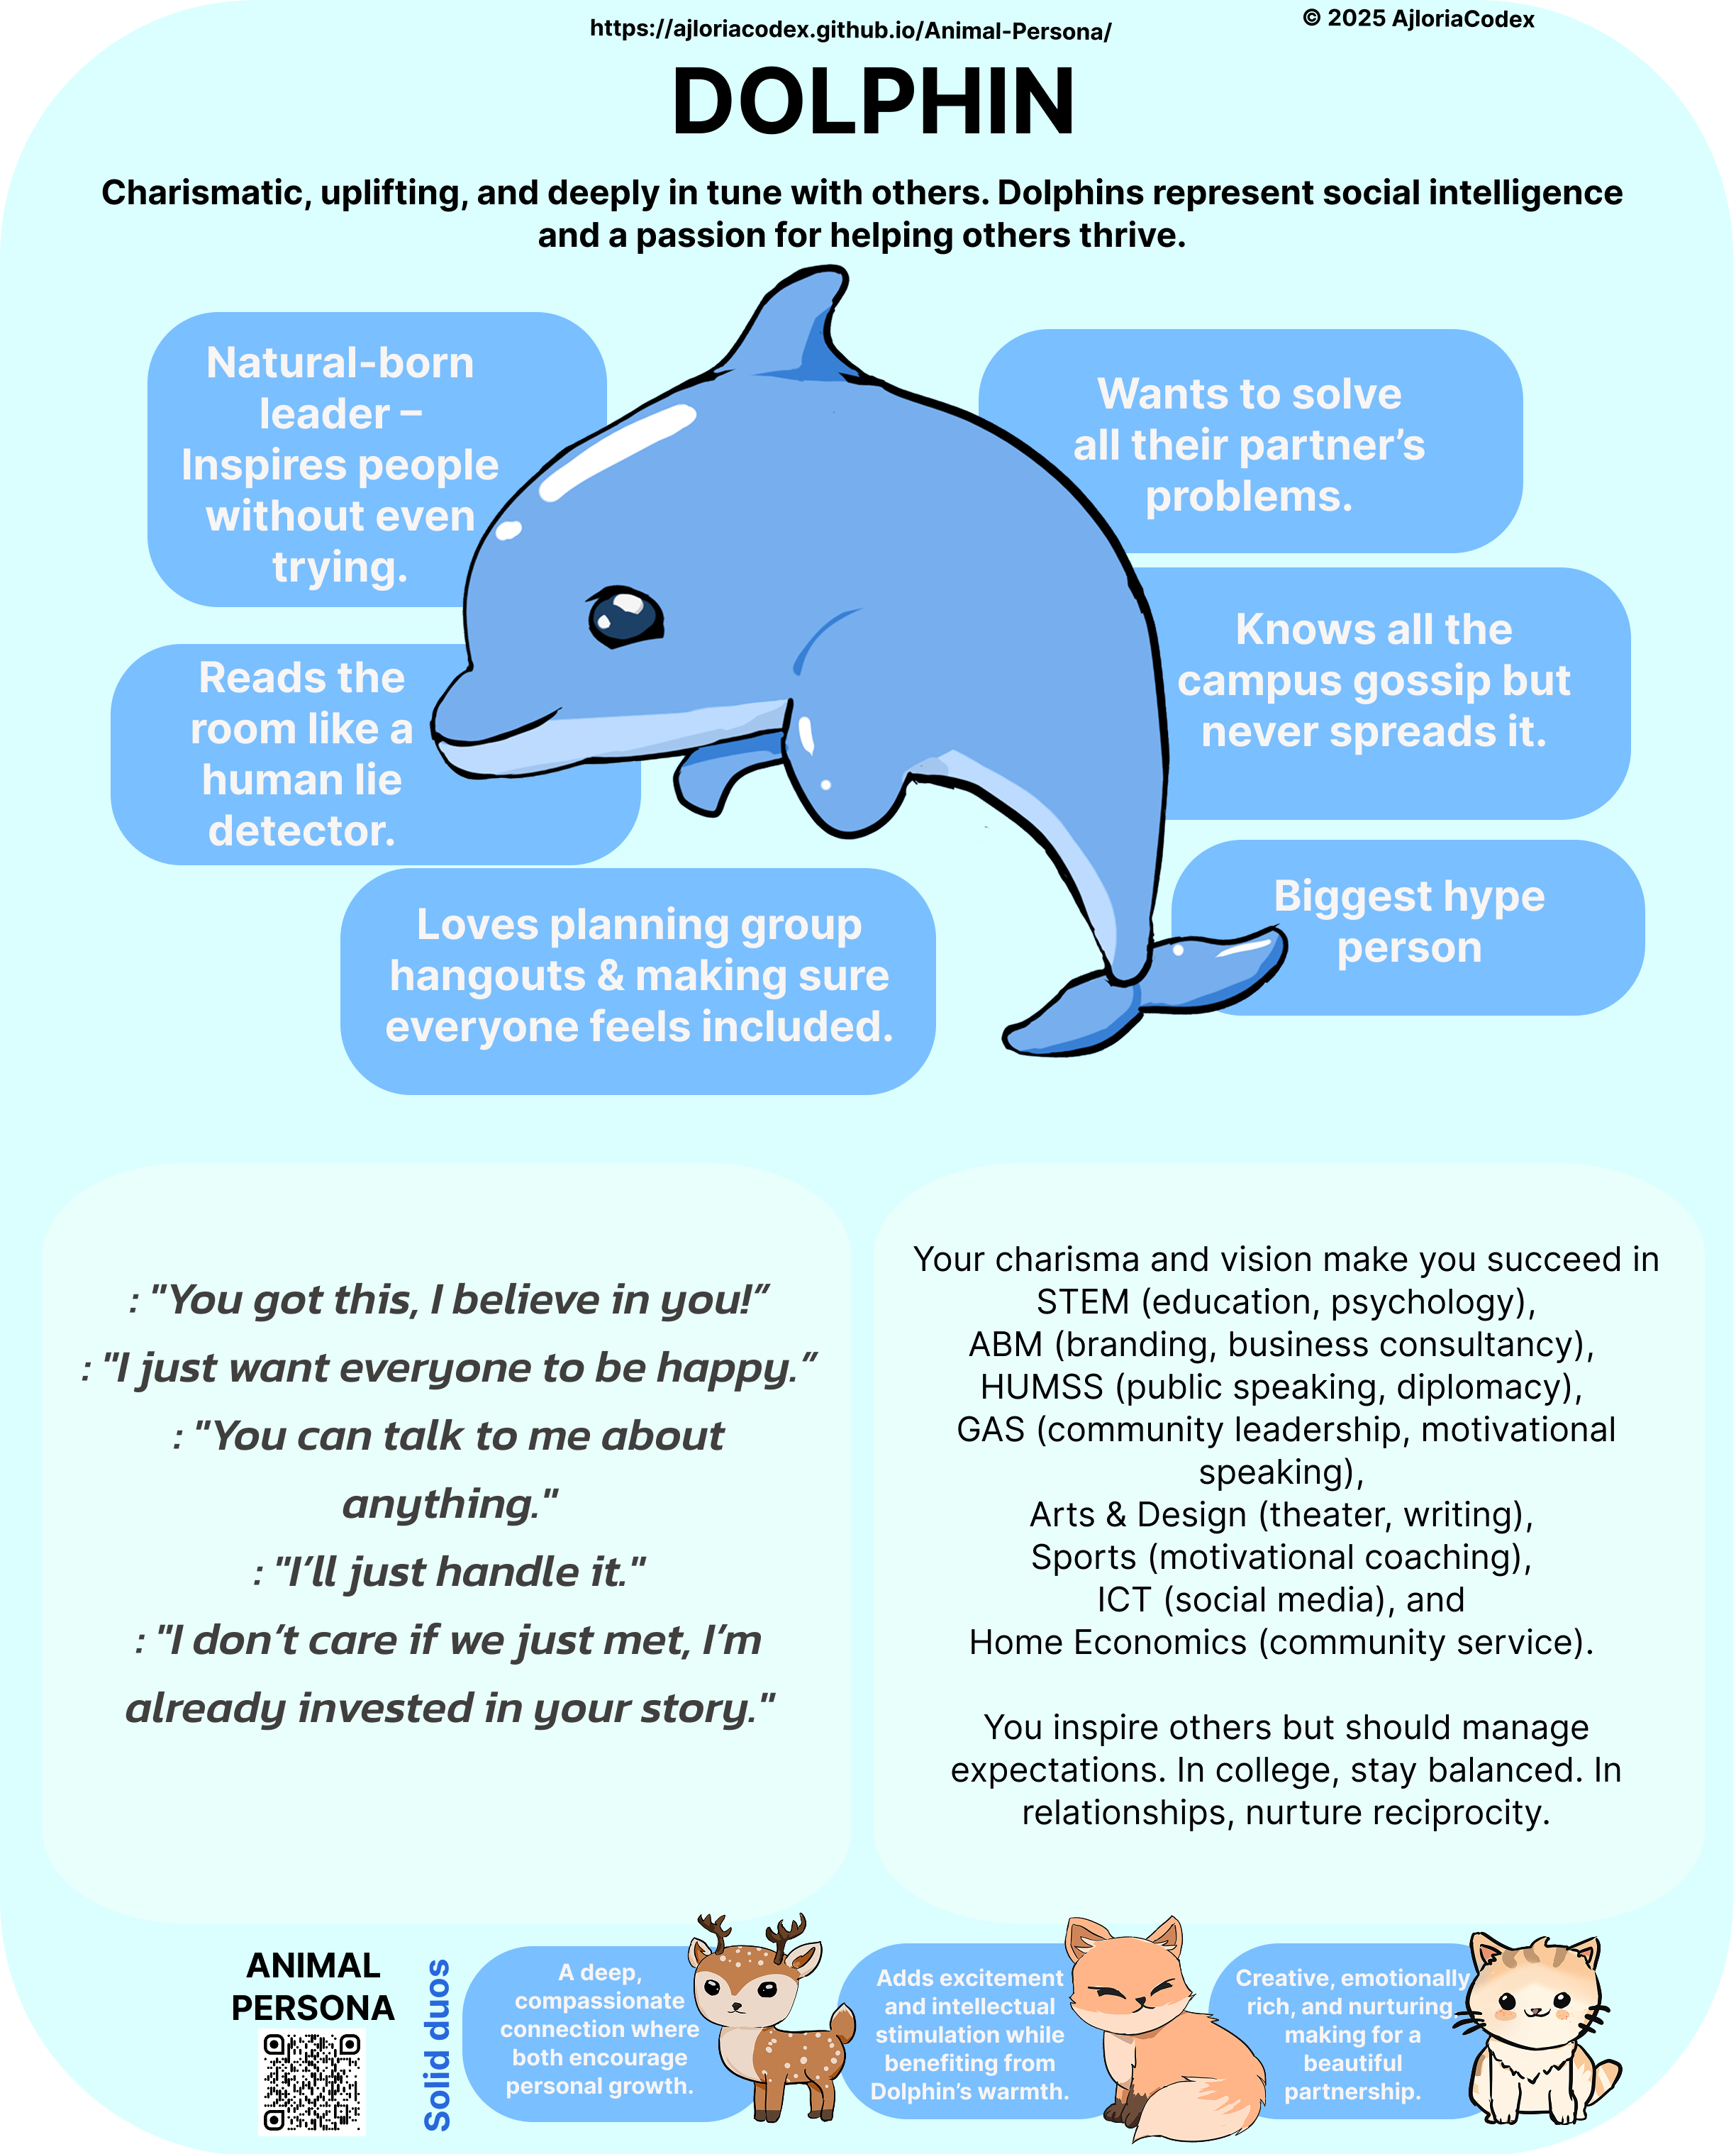 https://ajloriacodex.github.io/Animal-Persona/
© 2025 AjloriaCodex
DOLPHIN
Charismatic, uplifting, and deeply in tune with others. Dolphins represent social intelligence
and a passion for helping others thrive.
Natural-born
leader –
Inspires people
without even
trying.
Wants to solve
all their partner’s
problems.
Reads the
room like a
human lie
detector.
Knows all the
campus gossip but
never spreads it.
Loves planning group
hangouts & making sure
everyone feels included.
Biggest hype
person
: "You got this, I believe in you!”
: "I just want everyone to be happy.”
: "You can talk to me about
anything."
: "I’ll just handle it."
: "I don’t care if we just met, I’m
already invested in your story."
Your charisma and vision make you succeed in
STEM (education, psychology),
ABM (branding, business consultancy),
HUMSS (public speaking, diplomacy),
GAS (community leadership, motivational
speaking),
Arts & Design (theater, writing),
Sports (motivational coaching),
ICT (social media), and
Home Economics (community service).
You inspire others but should manage
expectations. In college, stay balanced. In
relationships, nurture reciprocity.
ANIMAL
PERSONA
Solid duos
A deep,
compassionate
connection where
both encourage
personal growth.
Adds excitement
and intellectual
stimulation while
benefiting from
Dolphin’s warmth.
Creative, emotionally
rich, and nurturing,
making for a
beautiful
partnership.